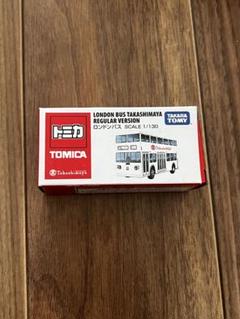 トミカ
TOMICA
Takashimaya
LONDON BUS TAKASHIMAYA
REGULAR VERSION
ロンドンバス SCALE 1/130
TAKARA
TOMY